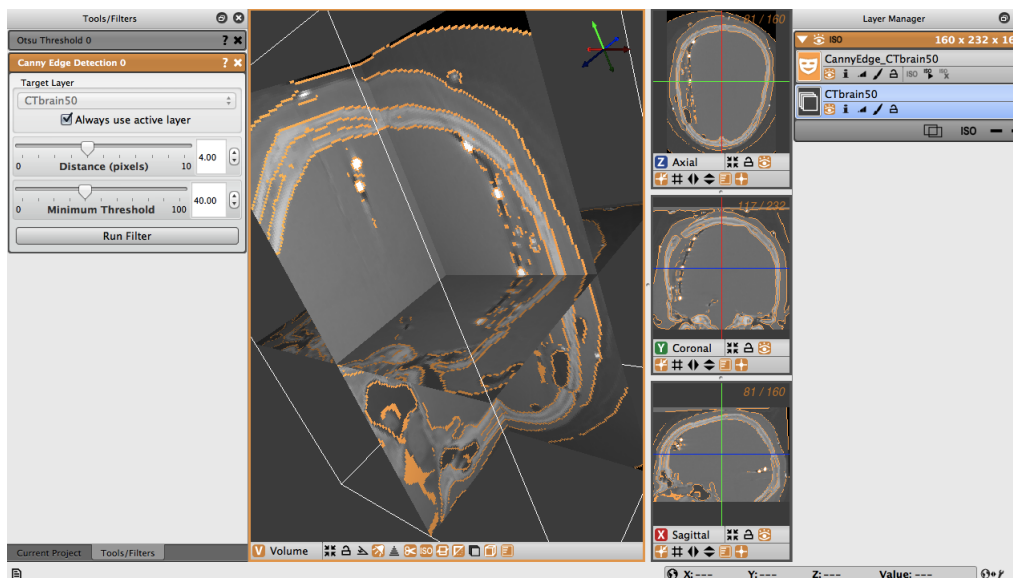 Tools/Filters
Otsu Threshold 0
Canny Edge Detection 0
Target Layer
CTbrain50
Always use active layer
0 Distance (pixels) 10 4.00
0 Minimum Threshold 100 40.00
Run Filter
Current Project Tools/Filters
V Volume ISO
81 / 160
Z Axial
117 / 232
Y Coronal
81 / 160
X Sagittal
Layer Manager
ISO 160 x 232 x 16
CannyEdge_CTbrain50
ISO
CTbrain50
ISO
X: --- Y: --- Z: --- Value: ---